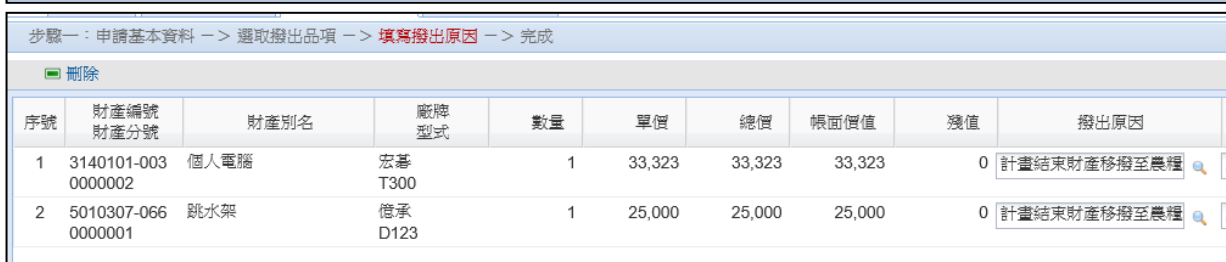 步驟一：申請基本資料 －＞ 選取撥出品項 －＞ 填寫撥出原因 －＞ 完成
刪除
序號 財產編號 財產分號 財產別名 廠牌 型式 數量 單價 總價 帳面價值 殘值 撥出原因
1 3140101-003 個人電腦 宏碁 1 33,323 33,323 33,323 0 計畫結束財產移撥至農糧
0000002 T300
2 5010307-066 跳水架 億承 1 25,000 25,000 25,000 0 計畫結束財產移撥至農糧
0000001 D123